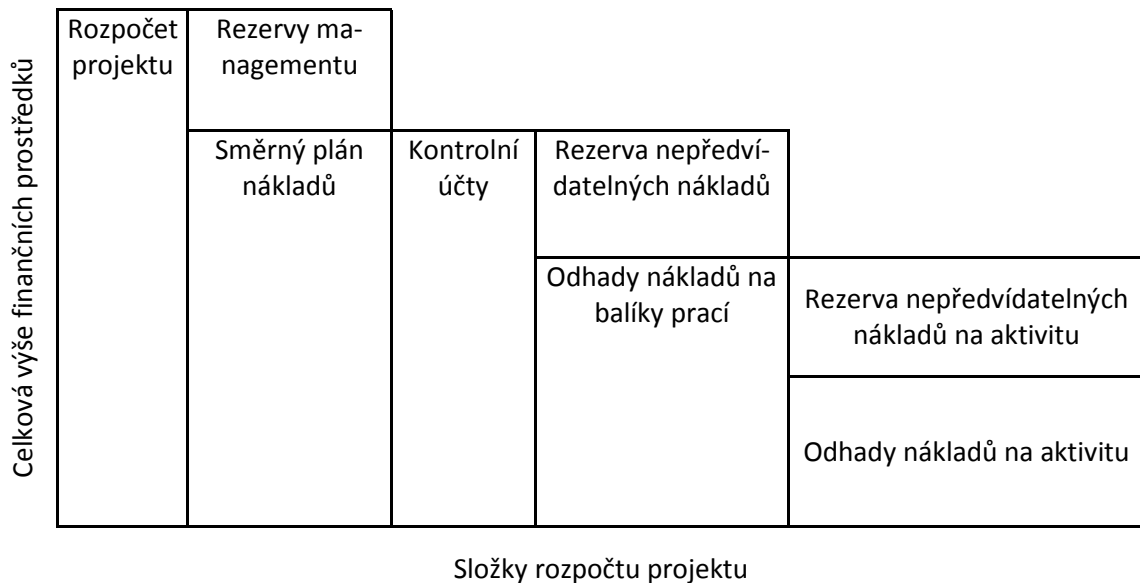 Celková výše finančních prostředků
Rozpočet
projektu
Rezervy ma-
nagementu
Směrný plán
nákladů
Kontrolní
účty
Rezerva nepředví-
datelných nákladů
Odhady nákladů na
balíky prací
Rezerva nepředvídatelných
nákladů na aktivitu
Odhady nákladů na aktivitu
Složky rozpočtu projektu